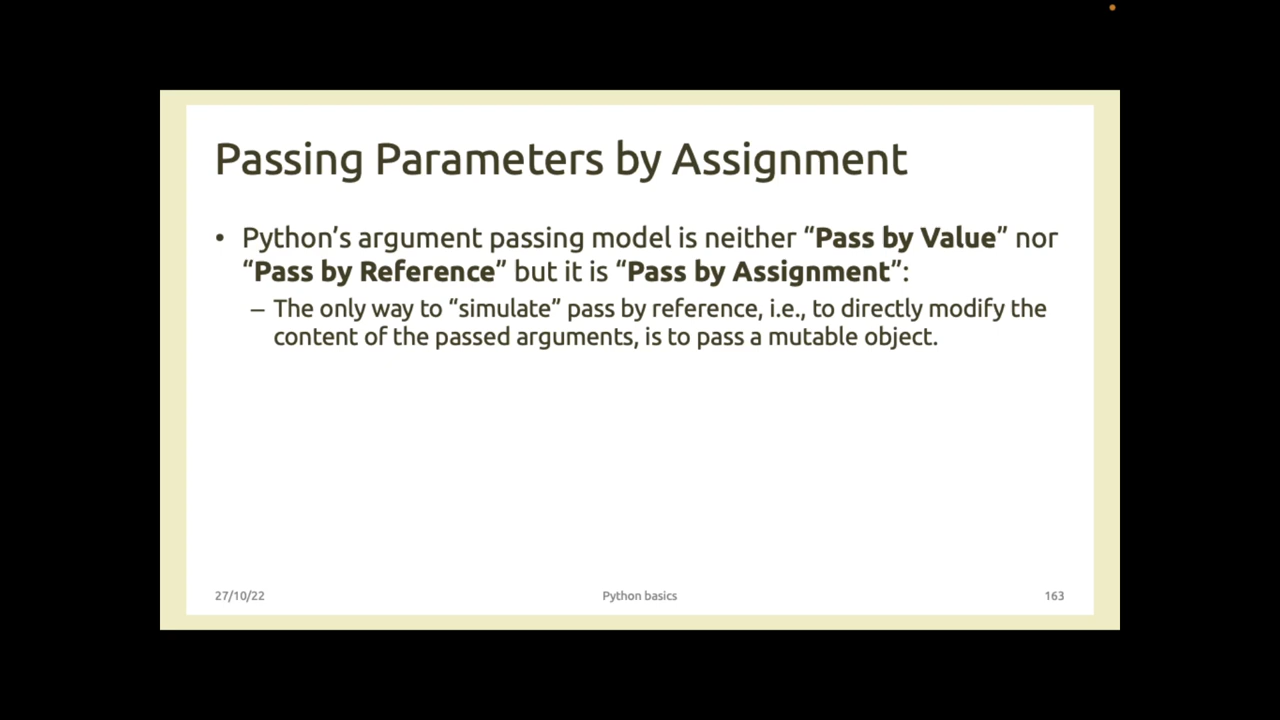 Passing Parameters by Assignment
• Python’s argument passing model is neither “Pass by Value” nor
“Pass by Reference” but it is “Pass by Assignment”:
– The only way to “simulate” pass by reference, i.e., to directly modify the
content of the passed arguments, is to pass a mutable object.
27/10/22
Python basics
163